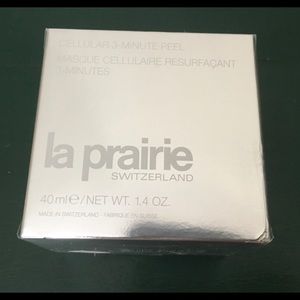 CELLULAR 3-MINUTE PEEL
MASQUE CELLULAIRE RESURFAÇANT
3-MINUTES
la prairie
SWITZERLAND
40 ml ℮ / NET WT. 1.4 OZ.
MADE IN SWITZERLAND - FABRIQUÉ EN SUISSE